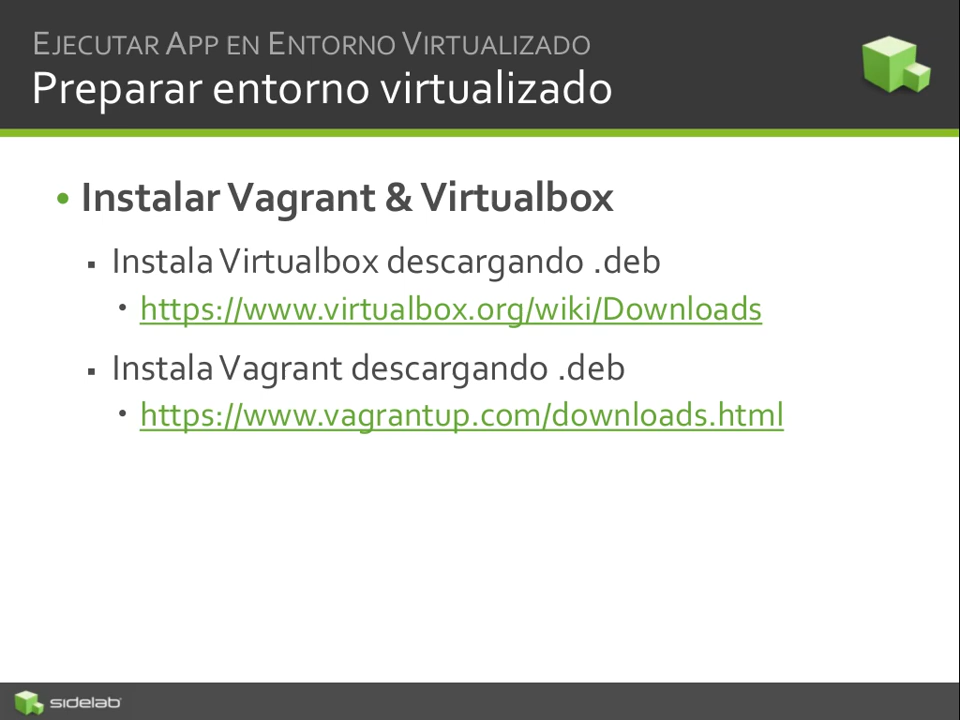 EJECUTAR APP EN ENTORNO VIRTUALIZADO
Preparar entorno virtualizado
• Instalar Vagrant & Virtualbox
▪ Instala Virtualbox descargando .deb
• https://www.virtualbox.org/wiki/Downloads
▪ Instala Vagrant descargando .deb
• https://www.vagrantup.com/downloads.html
sidelab